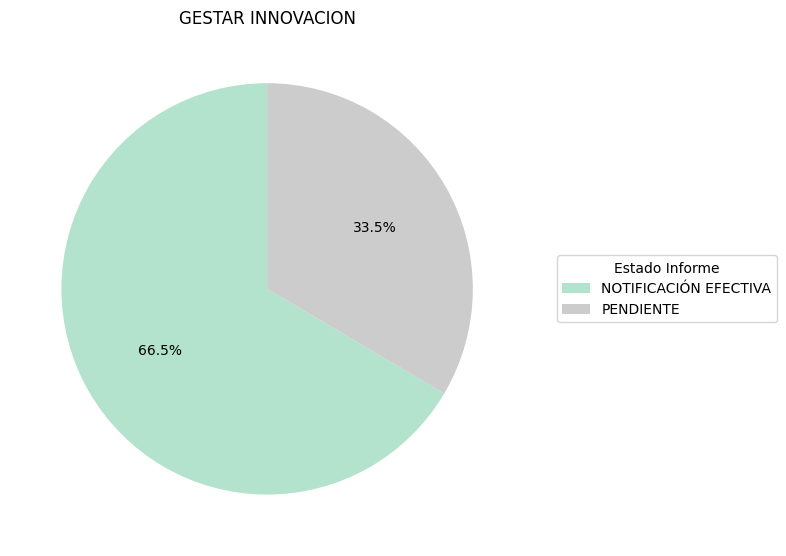 GESTAR INNOVACION
33.5%
66.5%
Estado Informe
NOTIFICACIÓN EFECTIVA
PENDIENTE